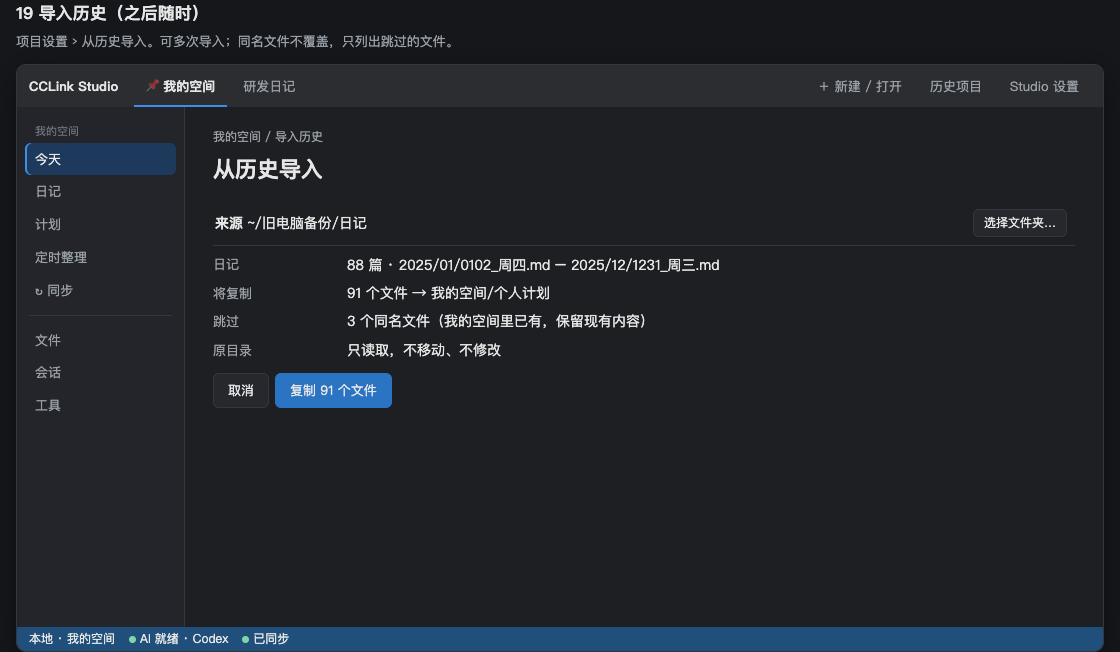 19 导入历史（之后随时）
项目设置 › 从历史导入。可多次导入；同名文件不覆盖，只列出跳过的文件。
CCLink Studio 📌 我的空间 研发日记 + 新建 / 打开 历史项目 Studio 设置
我的空间
今天
日记
计划
定时整理
↻ 同步
文件
会话
工具
我的空间 / 导入历史
从历史导入
来源 ~/旧电脑备份/日记 选择文件夹...
日记 88 篇 · 2025/01/0102_周四.md — 2025/12/1231_周三.md
将复制 91 个文件 → 我的空间/个人计划
跳过 3 个同名文件（我的空间里已有，保留现有内容）
原目录 只读取，不移动、不修改
取消 复制 91 个文件
本地 · 我的空间 ● AI 就绪 · Codex ● 已同步